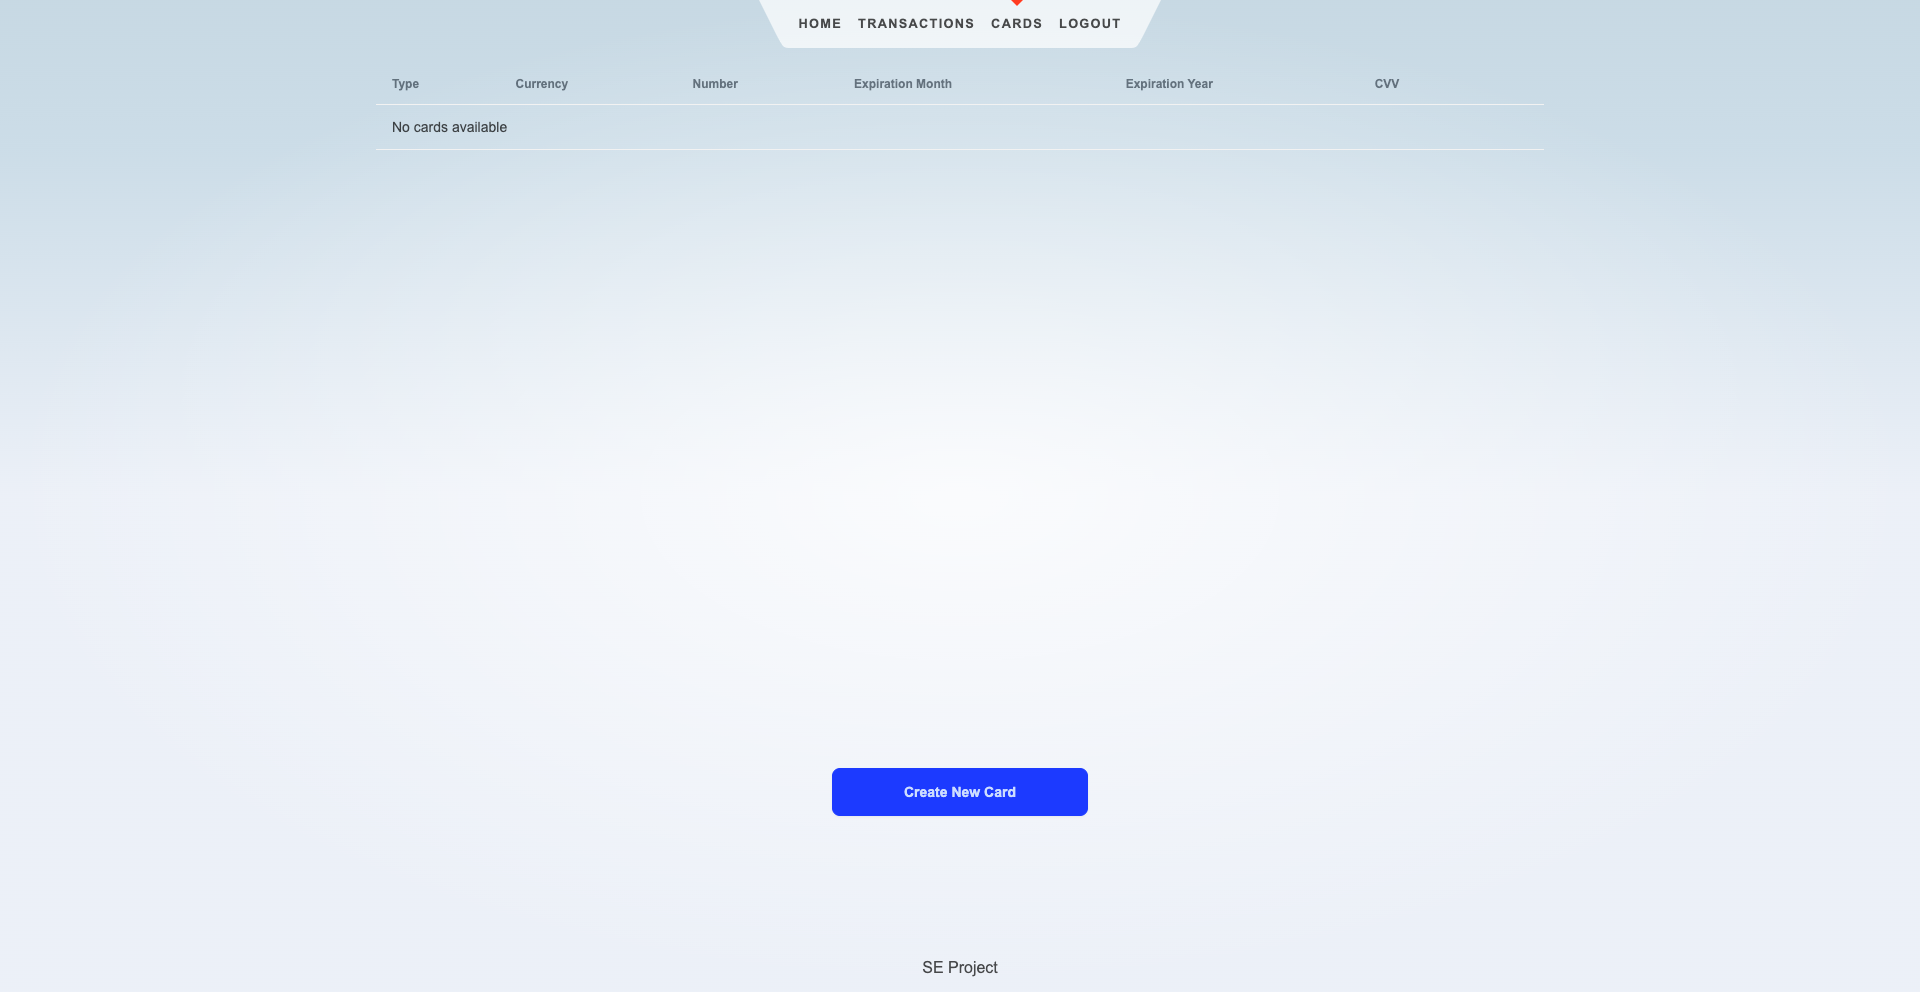 HOME TRANSACTIONS CARDS LOGOUT
Type Currency Number Expiration Month Expiration Year CVV
No cards available
Create New Card
SE Project